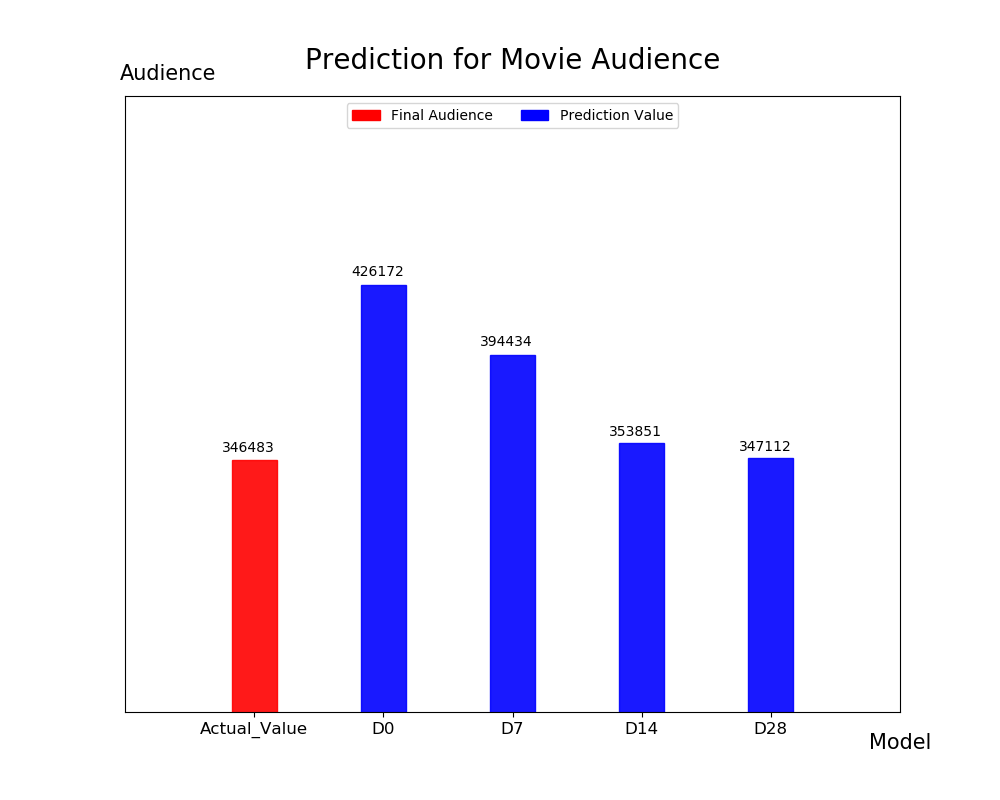 Prediction for Movie Audience
Audience
Final Audience
Prediction Value
426172
394434
353851
347112
346483
Actual_Value
D0
D7
D14
D28
Model